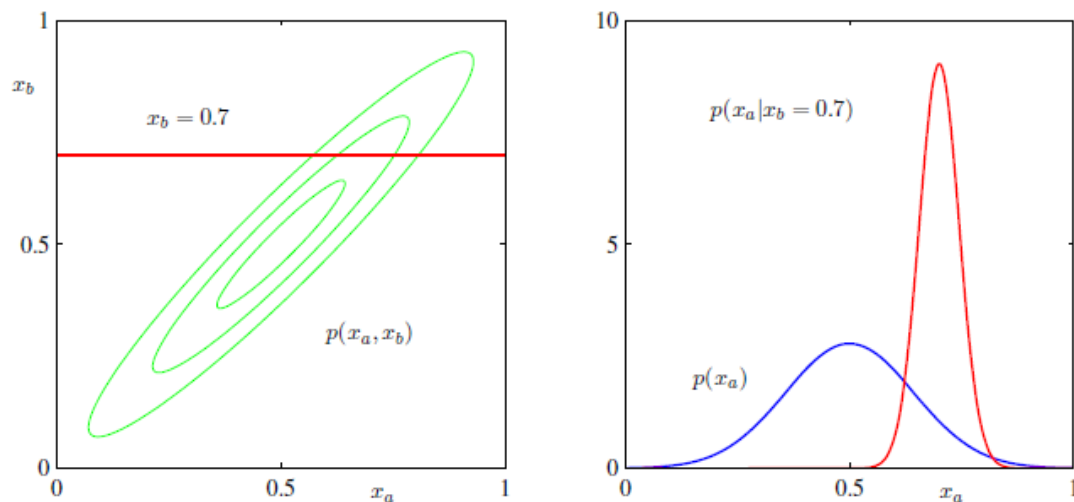 1
x_b
x_b = 0.7
0.5
p(x_a, x_b)
0
0
0.5
x_a
1
10
p(x_a|x_b = 0.7)
5
p(x_a)
0
0
0.5
x_a
1